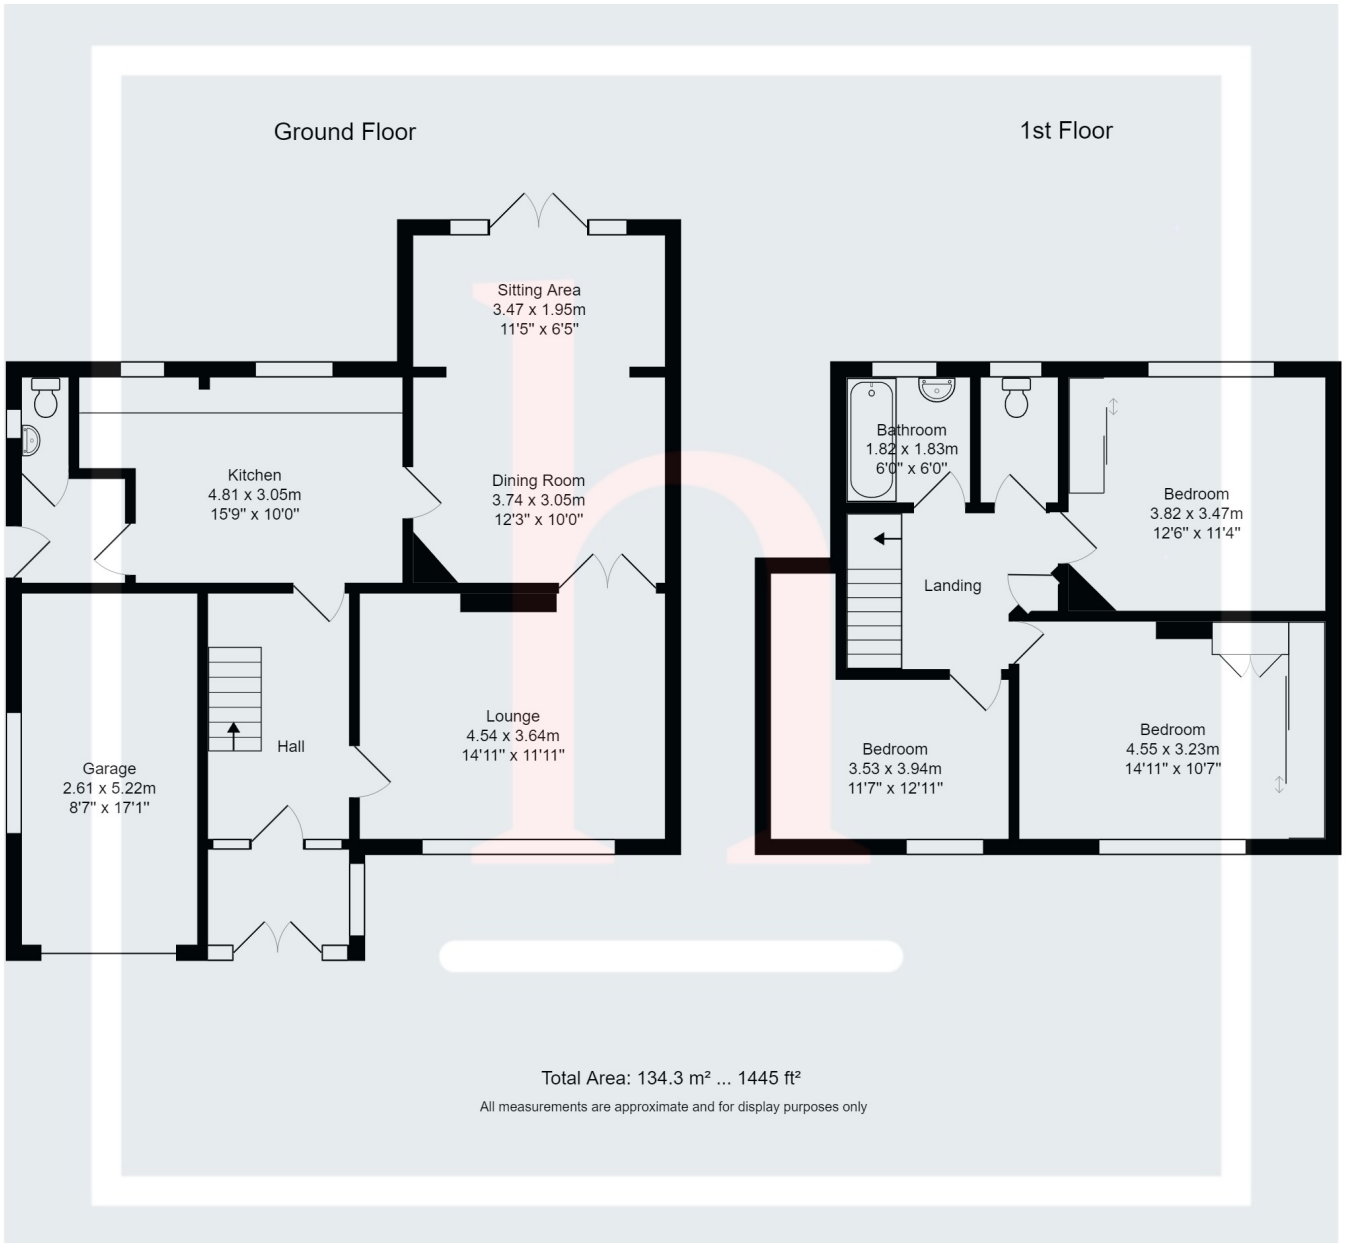 Ground Floor
1st Floor
Sitting Area
3.47 x 1.95m
11'5" x 6'5"
Kitchen
4.81 x 3.05m
15'9" x 10'0"
Dining Room
3.74 x 3.05m
12'3" x 10'0"
Bathroom
1.82 x 1.83m
6'0" x 6'0"
Bedroom
3.82 x 3.47m
12'6" x 11'4"
Landing
Lounge
4.54 x 3.64m
14'11" x 11'11"
Hall
Garage
2.61 x 5.22m
8'7" x 17'1"
Bedroom
3.53 x 3.94m
11'7" x 12'11"
Bedroom
4.55 x 3.23m
14'11" x 10'7"
h
Total Area: 134.3 m² ... 1445 ft²
All measurements are approximate and for display purposes only